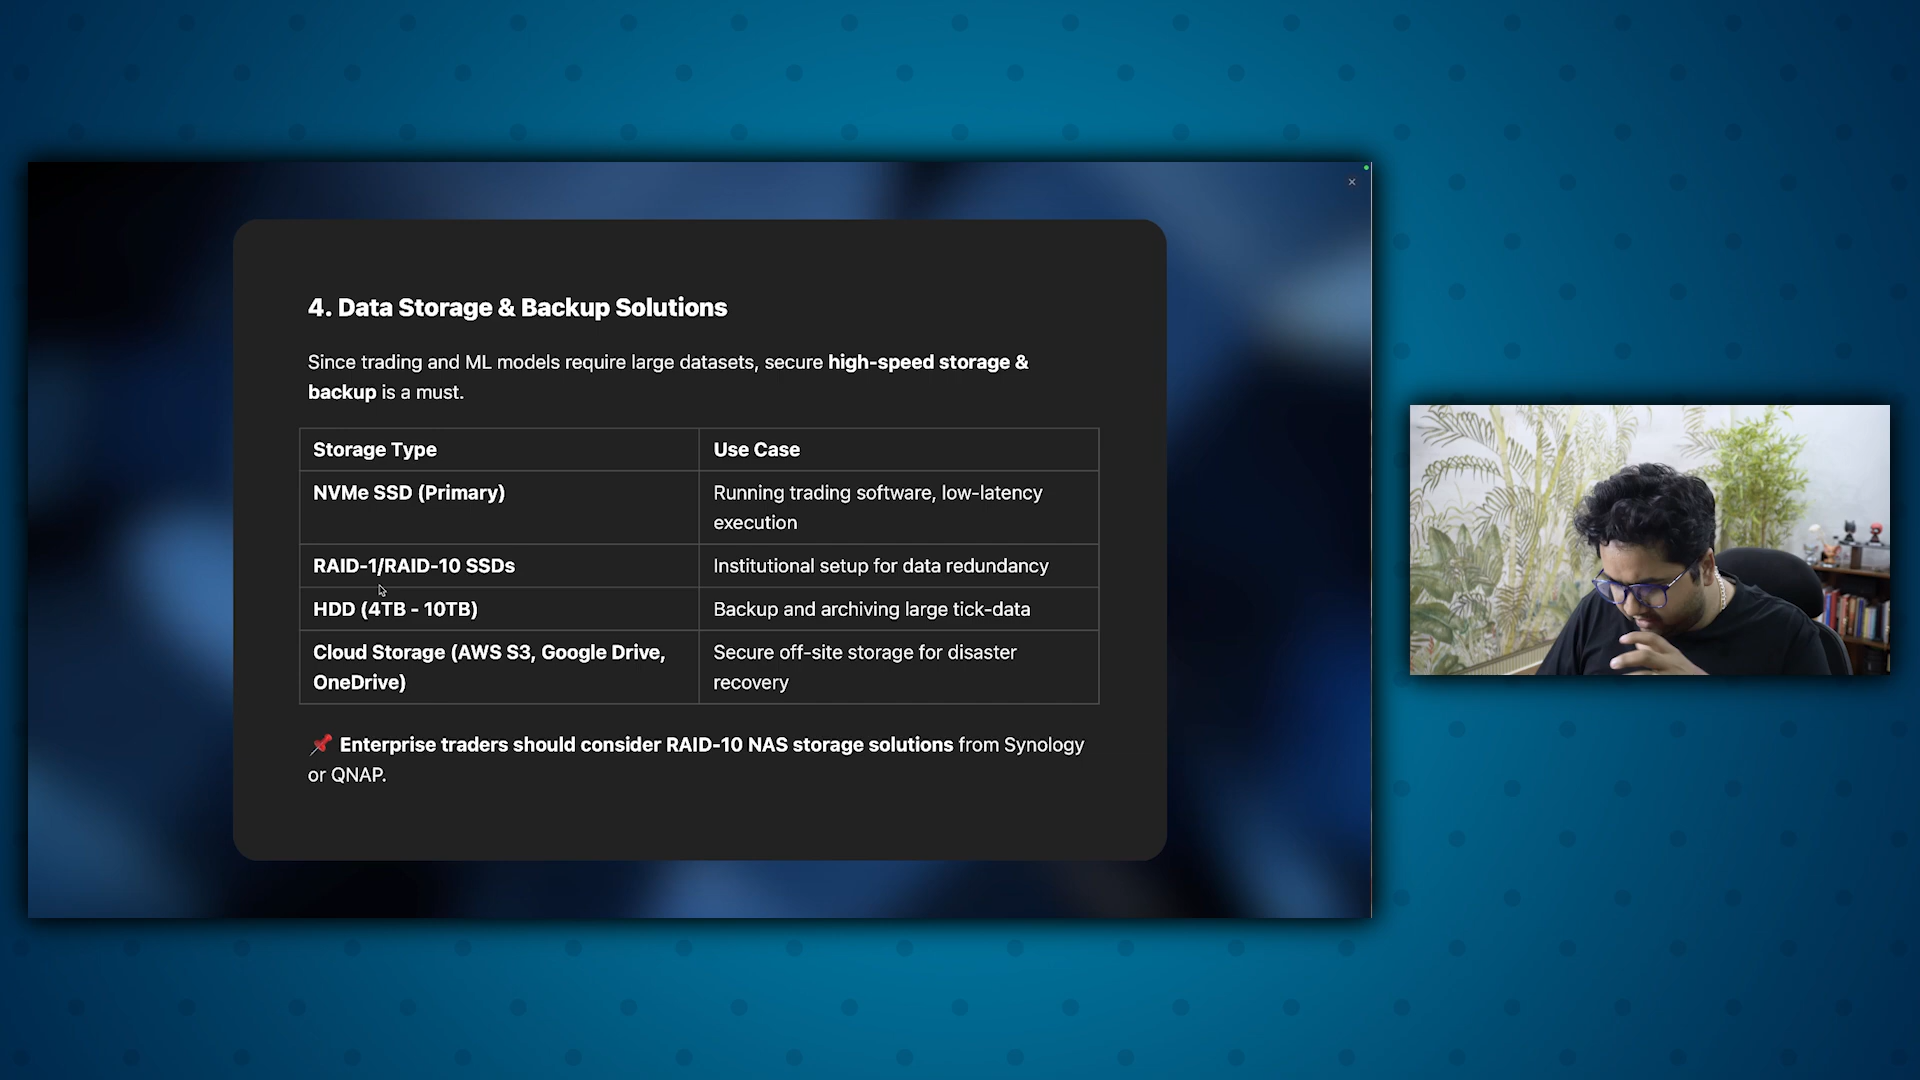 4. Data Storage & Backup Solutions
Since trading and ML models require large datasets, secure high-speed storage &
backup is a must.
Storage Type
Use Case
NVMe SSD (Primary)
Running trading software, low-latency
execution
RAID-1/RAID-10 SSDs
Institutional setup for data redundancy
HDD (4TB - 10TB)
Backup and archiving large tick-data
Cloud Storage (AWS S3, Google Drive,
OneDrive)
Secure off-site storage for disaster
recovery
📌 Enterprise traders should consider RAID-10 NAS storage solutions from Synology
or QNAP.